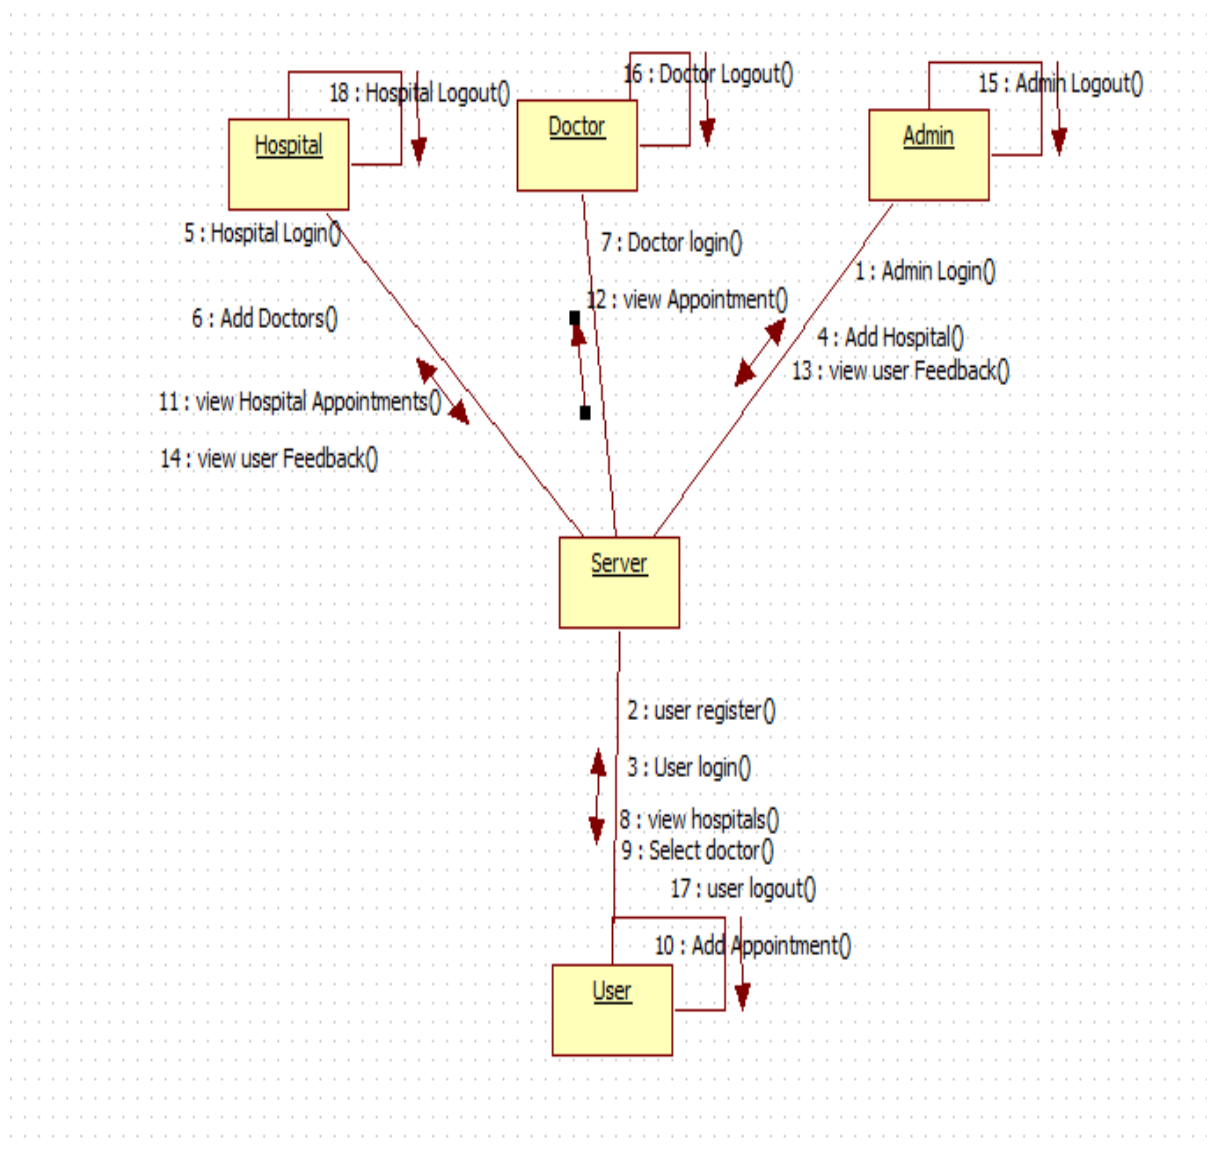 16 : Doctor Logout()
15 : Admin Logout()
18 : Hospital Logout()
Doctor
Admin
Hospital
5 : Hospital Login()
7 : Doctor login()
1 : Admin Login()
12 : view Appointment()
6 : Add Doctors()
4 : Add Hospital()
13 : view user Feedback()
11 : view Hospital Appointments()
14 : view user Feedback()
Server
2 : user register()
3 : User login()
8 : view hospitals()
9 : Select doctor()
17 : user logout()
10 : Add Appointment()
User